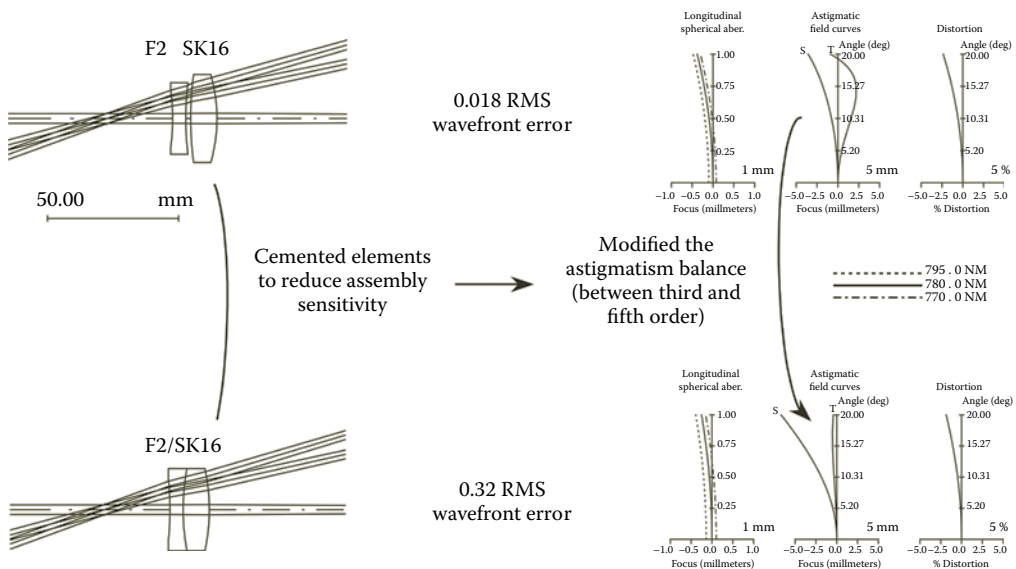 F2 SK16
50.00 mm
0.018 RMS
wavefront error
Longitudinal
spherical aber.
1.00
0.75
0.50
0.25
1 mm
−1.0 −0.5 0.0 0.5 1.0
Focus (millmeters)
Astigmatic
field curves
S T Angle (deg)
20.00
15.27
10.31
5.20
5 mm
−5.0 −2.5 0.0 2.5 5.0
Focus (millmeters)
Distortion
Angle (deg)
20.00
15.27
10.31
5.20
5 %
−5.0 −2.5 0.0 2.5 5.0
% Distortion
Cemented elements
to reduce assembly
sensitivity
Modified the
astigmatism balance
(between third and
fifth order)
795 . 0 NM
780 . 0 NM
770 . 0 NM
F2/SK16
0.32 RMS
wavefront error
Longitudinal
spherical aber.
1.00
0.75
0.50
0.25
1 mm
−1.0 −0.5 0.0 0.5 1.0
Focus (millmeters)
Astigmatic
field curves
Angle (deg)
S T
20.00
15.27
10.31
5.20
5 mm
−5.0 −2.5 0.0 2.5 5.0
Focus (millmeters)
Distortion
Angle (deg)
20.00
15.27
10.31
5.20
5 %
−5.0 −2.5 0.0 2.5 5.0
% Distortion